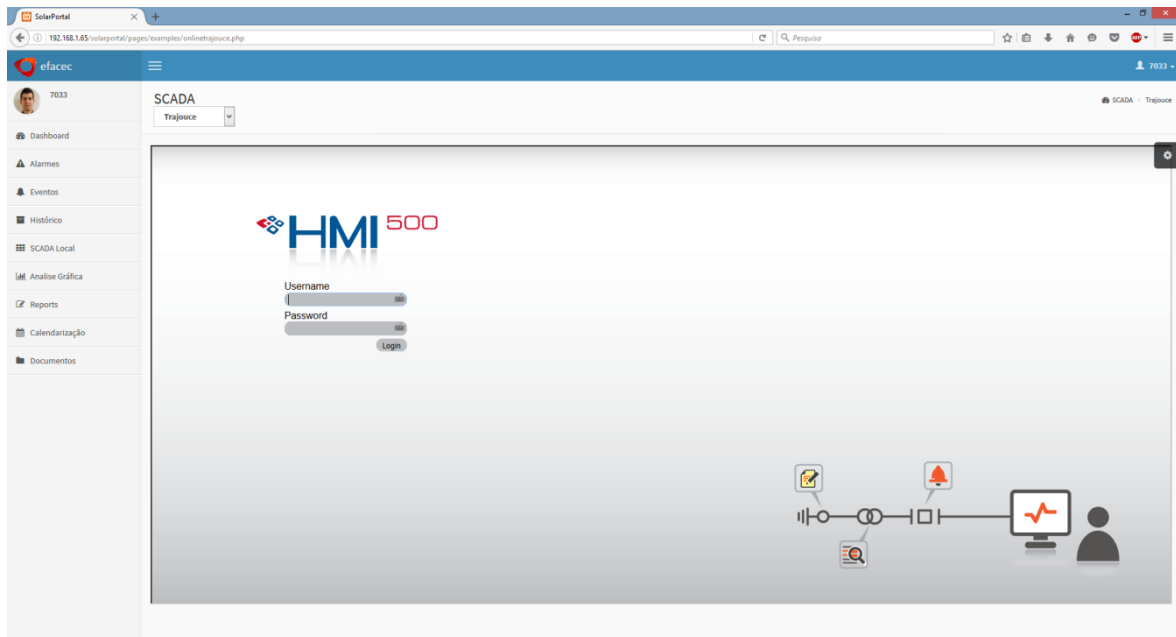 SolarPortal
192.168.1.65/solarportal/pages/examples/onlinetrajouce.php
Pesquisa
efacec
7033
7033
SCADA
SCADA > Trajouce
Trajouce
Dashboard
Alarmes
Eventos
Histórico
SCADA Local
Analise Gráfica
Reports
Calendarização
Documentos
HMI 500
Username
Password
Login